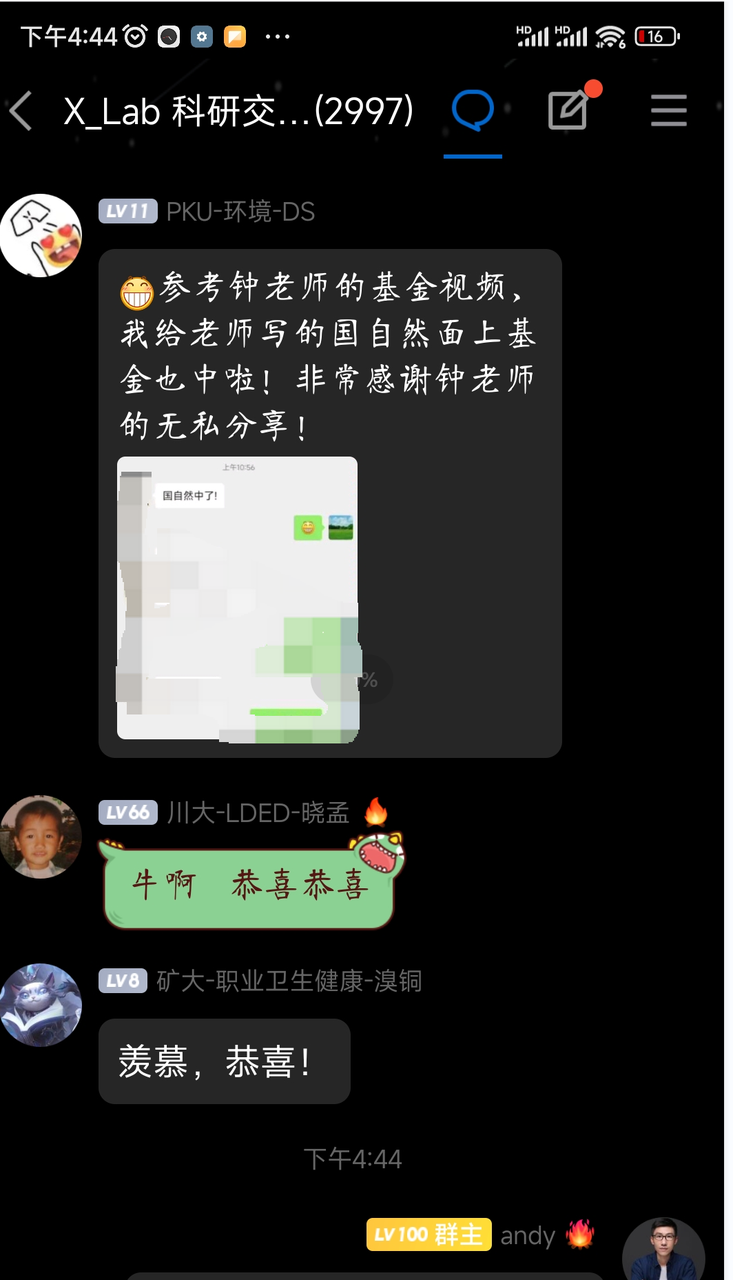 下午4:44
HD
HD
6
16
X_Lab 科研交...(2997)
LV11 PKU-环境-DS
参考钟老师的基金视频、
我给老师写的国自然面上基
金也中啦！非常感谢钟老师
的无私分享！
上午10:56
国自然中了!
%
LV66 川大-LDED-晓孟
牛啊 恭喜恭喜
LV8 矿大-职业卫生健康-溴铜
羡慕，恭喜！
下午4:44
LV100 群主 andy